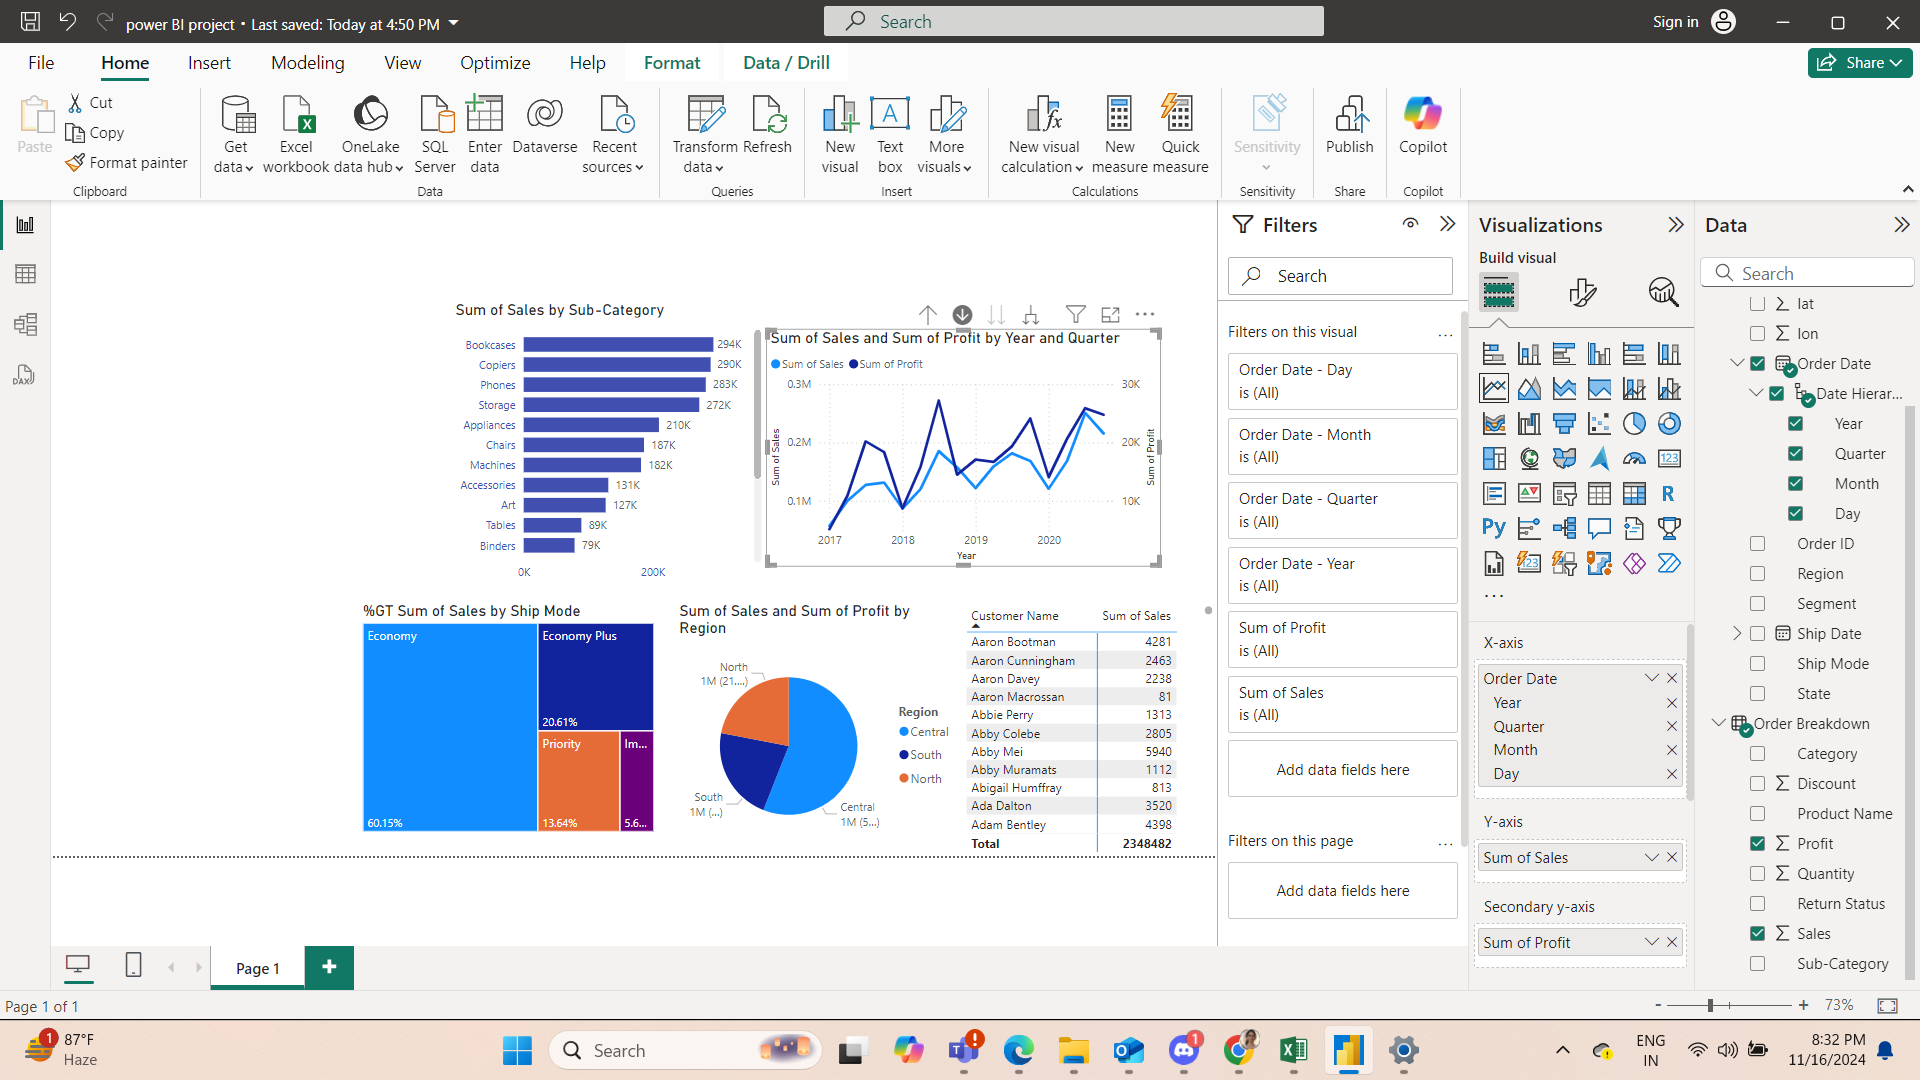 power BI project • Last saved: Today at 4:50 PM
Search
Sign in
File
Home
Insert
Modeling
View
Optimize
Help
Format
Data / Drill
Share
Paste
Cut
Copy
Format painter
Clipboard
Get data
Excel workbook
OneLake data hub
SQL Server
Enter data
Dataverse
Recent sources
Data
Transform data
Refresh
Queries
New visual
Text box
More visuals
Insert
New visual calculation
New measure
Quick measure
Calculations
Sensitivity
Sensitivity
Publish
Share
Copilot
Copilot
Sum of Sales by Sub-Category
Bookcases 294K
Copiers 290K
Phones 283K
Storage 272K
Appliances 210K
Chairs 187K
Machines 182K
Accessories 131K
Art 127K
Tables 89K
Binders 79K
0K 200K
Sum of Sales and Sum of Profit by Year and Quarter
Sum of Sales Sum of Profit
0.3M 30K
0.2M 20K
0.1M 10K
Sum of Sales
Sum of Profit
2017 2018 2019 2020
Year
%GT Sum of Sales by Ship Mode
Economy
60.15%
Economy Plus
20.61%
Priority
13.64%
Im...
5.6...
Sum of Sales and Sum of Profit by
Region
North
1M (21....)
South
1M (...)
Central
1M (5...)
Region
Central
South
North
Customer Name Sum of Sales
Aaron Bootman 4281
Aaron Cunningham 2463
Aaron Davey 2238
Aaron Macrossan 81
Abbie Perry 1313
Abby Colebe 2805
Abby Mei 5940
Abby Muramats 1112
Abigail Humffray 813
Ada Dalton 3520
Adam Bentley 4398
Total 2348482
Filters
Search
Filters on this visual
Order Date - Day
is (All)
Order Date - Month
is (All)
Order Date - Quarter
is (All)
Order Date - Year
is (All)
Sum of Profit
is (All)
Sum of Sales
is (All)
Add data fields here
Filters on this page
Add data fields here
Visualizations
Build visual
123
R
Py
123
X-axis
Order Date
Year
Quarter
Month
Day
Y-axis
Sum of Sales
Secondary y-axis
Sum of Profit
Data
Search
lat
lon
Order Date
Date Hierar...
Year
Quarter
Month
Day
Order ID
Region
Segment
Ship Date
Ship Mode
State
Order Breakdown
Category
Discount
Product Name
Profit
Quantity
Return Status
Sales
Sub-Category
Page 1
Page 1 of 1
73%
1
87°F
Haze
Search
1
ENG
IN
8:32 PM
11/16/2024